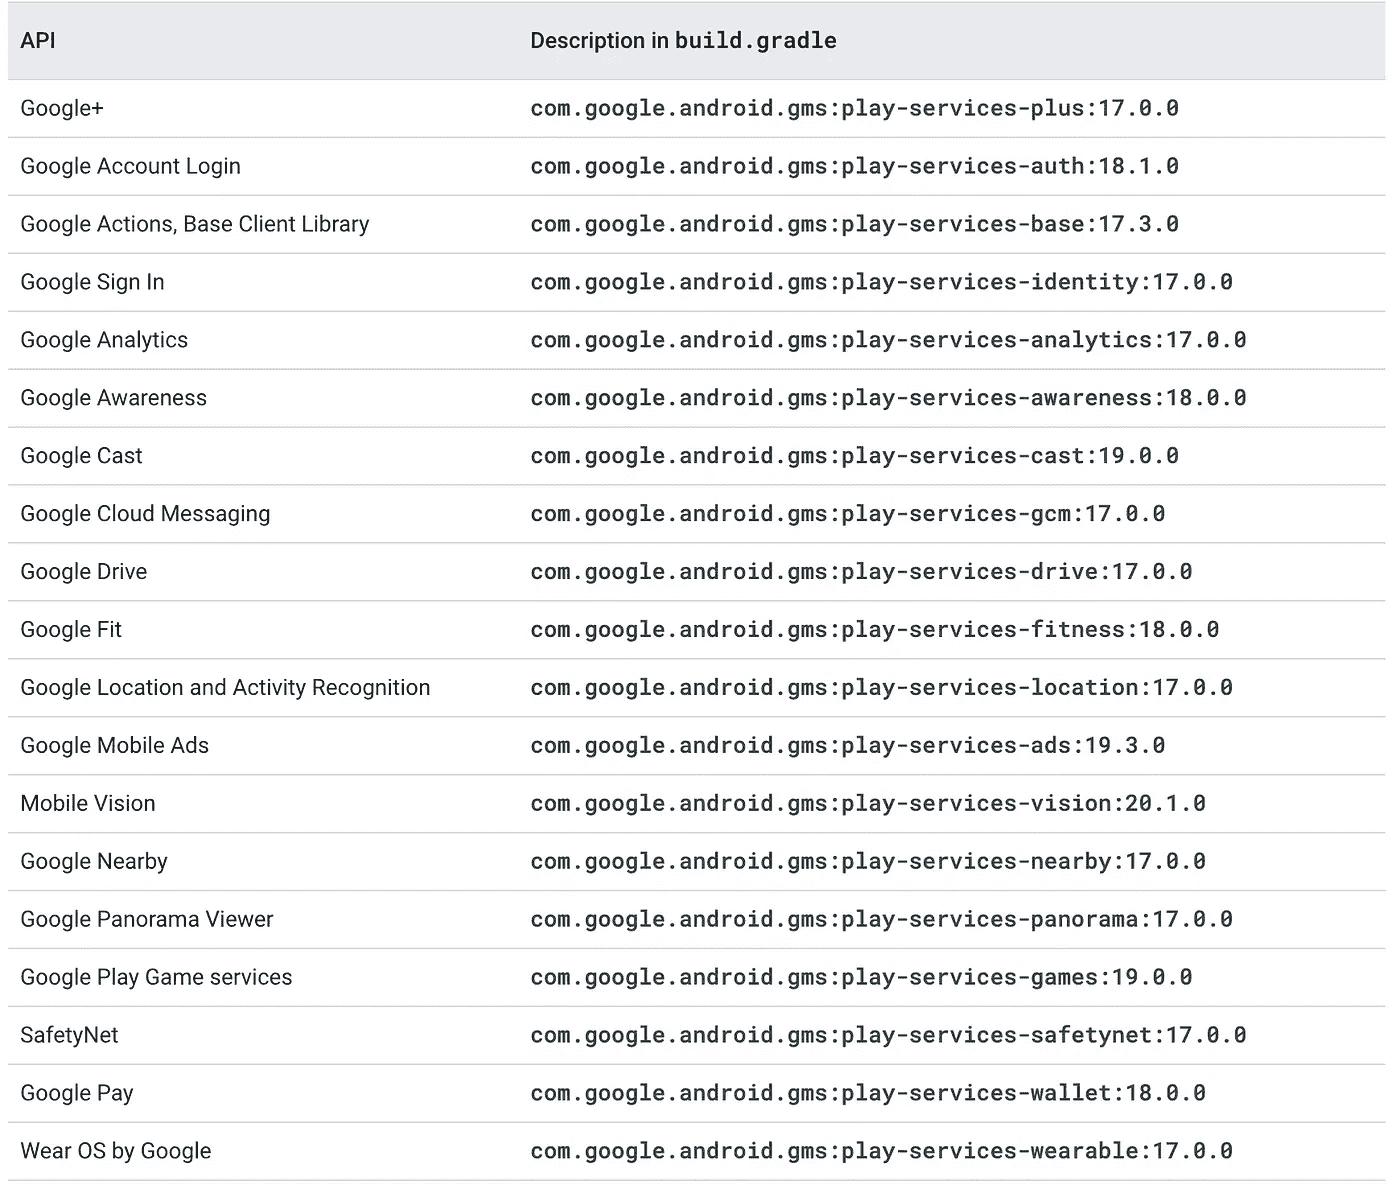 API Description in build.gradle
Google+ com.google.android.gms:play-services-plus:17.0.0
Google Account Login com.google.android.gms:play-services-auth:18.1.0
Google Actions, Base Client Library com.google.android.gms:play-services-base:17.3.0
Google Sign In com.google.android.gms:play-services-identity:17.0.0
Google Analytics com.google.android.gms:play-services-analytics:17.0.0
Google Awareness com.google.android.gms:play-services-awareness:18.0.0
Google Cast com.google.android.gms:play-services-cast:19.0.0
Google Cloud Messaging com.google.android.gms:play-services-gcm:17.0.0
Google Drive com.google.android.gms:play-services-drive:17.0.0
Google Fit com.google.android.gms:play-services-fitness:18.0.0
Google Location and Activity Recognition com.google.android.gms:play-services-location:17.0.0
Google Mobile Ads com.google.android.gms:play-services-ads:19.3.0
Mobile Vision com.google.android.gms:play-services-vision:20.1.0
Google Nearby com.google.android.gms:play-services-nearby:17.0.0
Google Panorama Viewer com.google.android.gms:play-services-panorama:17.0.0
Google Play Game services com.google.android.gms:play-services-games:19.0.0
SafetyNet com.google.android.gms:play-services-safetynet:17.0.0
Google Pay com.google.android.gms:play-services-wallet:18.0.0
Wear OS by Google com.google.android.gms:play-services-wearable:17.0.0